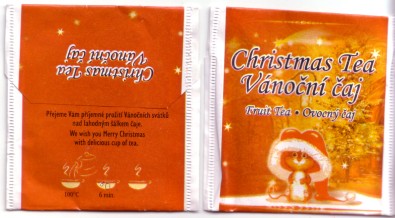 Christmas Tea
Vánoční čaj
Přejeme Vám příjemné prožití Vánočních svátků
nad lahodným šálkem čaje.
We wish you Merry Christmas
with delicious cup of tea.
100°C 6 min
Christmas Tea
Vánoční čaj
Fruit Tea • Ovocný čaj